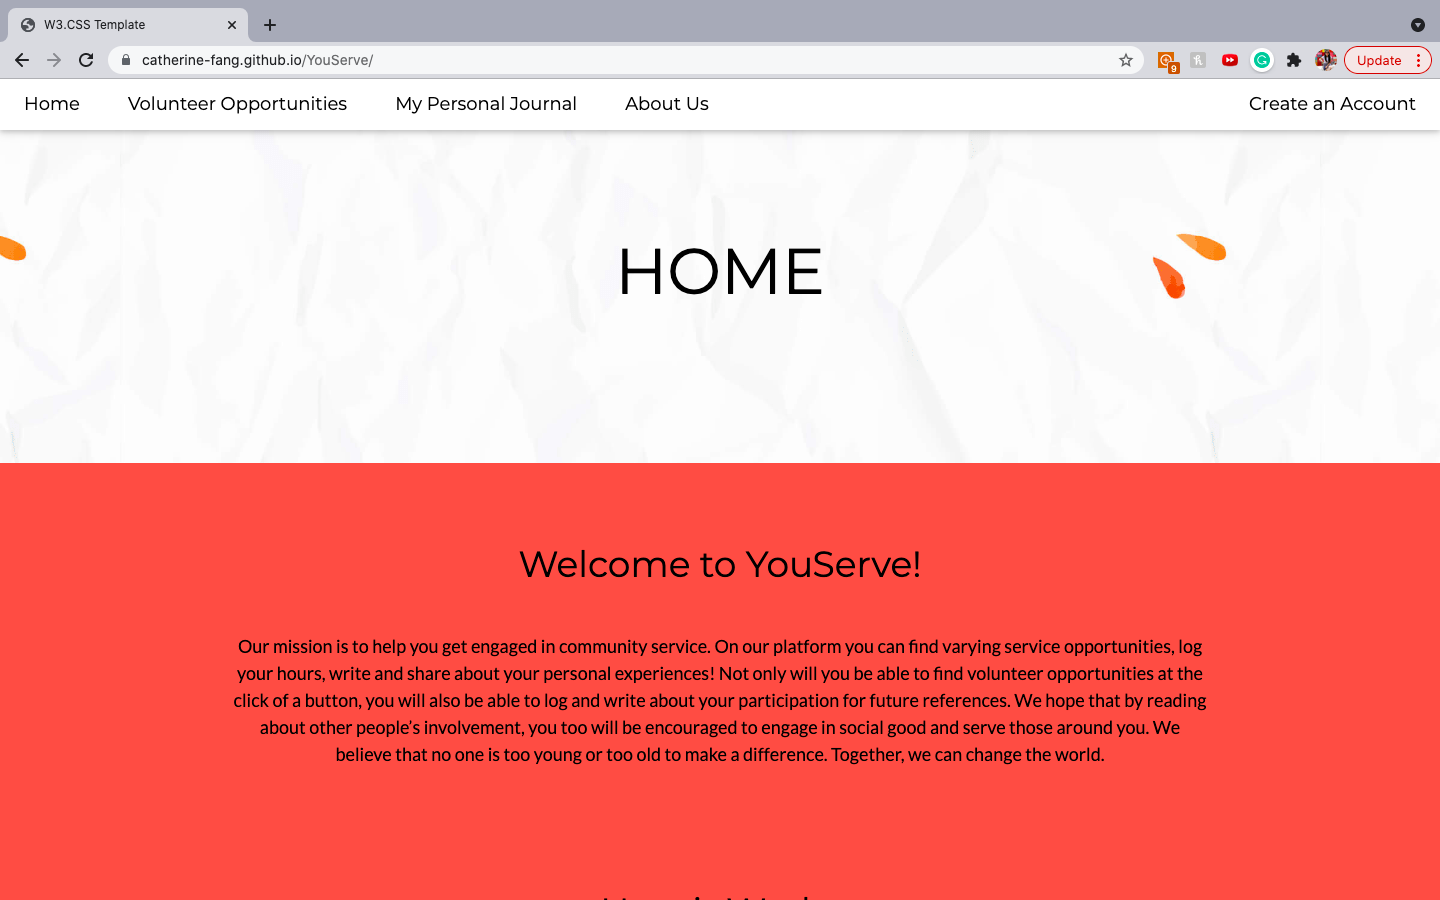 W3.CSS Template
catherine-fang.github.io/YouServe/
9
Update
Home
Volunteer Opportunities
My Personal Journal
About Us
Create an Account
HOME
Welcome to YouServe!
Our mission is to help you get engaged in community service. On our platform you can find varying service opportunities, log
your hours, write and share about your personal experiences! Not only will you be able to find volunteer opportunities at the
click of a button, you will also be able to log and write about your participation for future references. We hope that by reading
about other people’s involvement, you too will be encouraged to engage in social good and serve those around you. We
believe that no one is too young or too old to make a difference. Together, we can change the world.